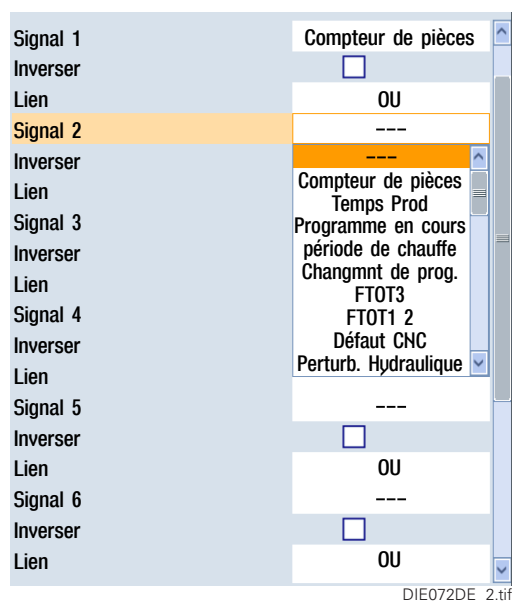 Signal 1 Compteur de pièces
Inverser
Lien OU
Signal 2 ---
Inverser ---
Compteur de pièces
Lien Temps Prod
Signal 3 Programme en cours
Inverser période de chauffe
Changmnt de prog.
Lien FTOT3
Signal 4 FTOT1 2
Inverser Défaut CNC
Lien Perturb. Hydraulique
Signal 5 ---
Inverser
Lien OU
Signal 6 ---
Inverser
Lien OU
DIE072DE_2.tif